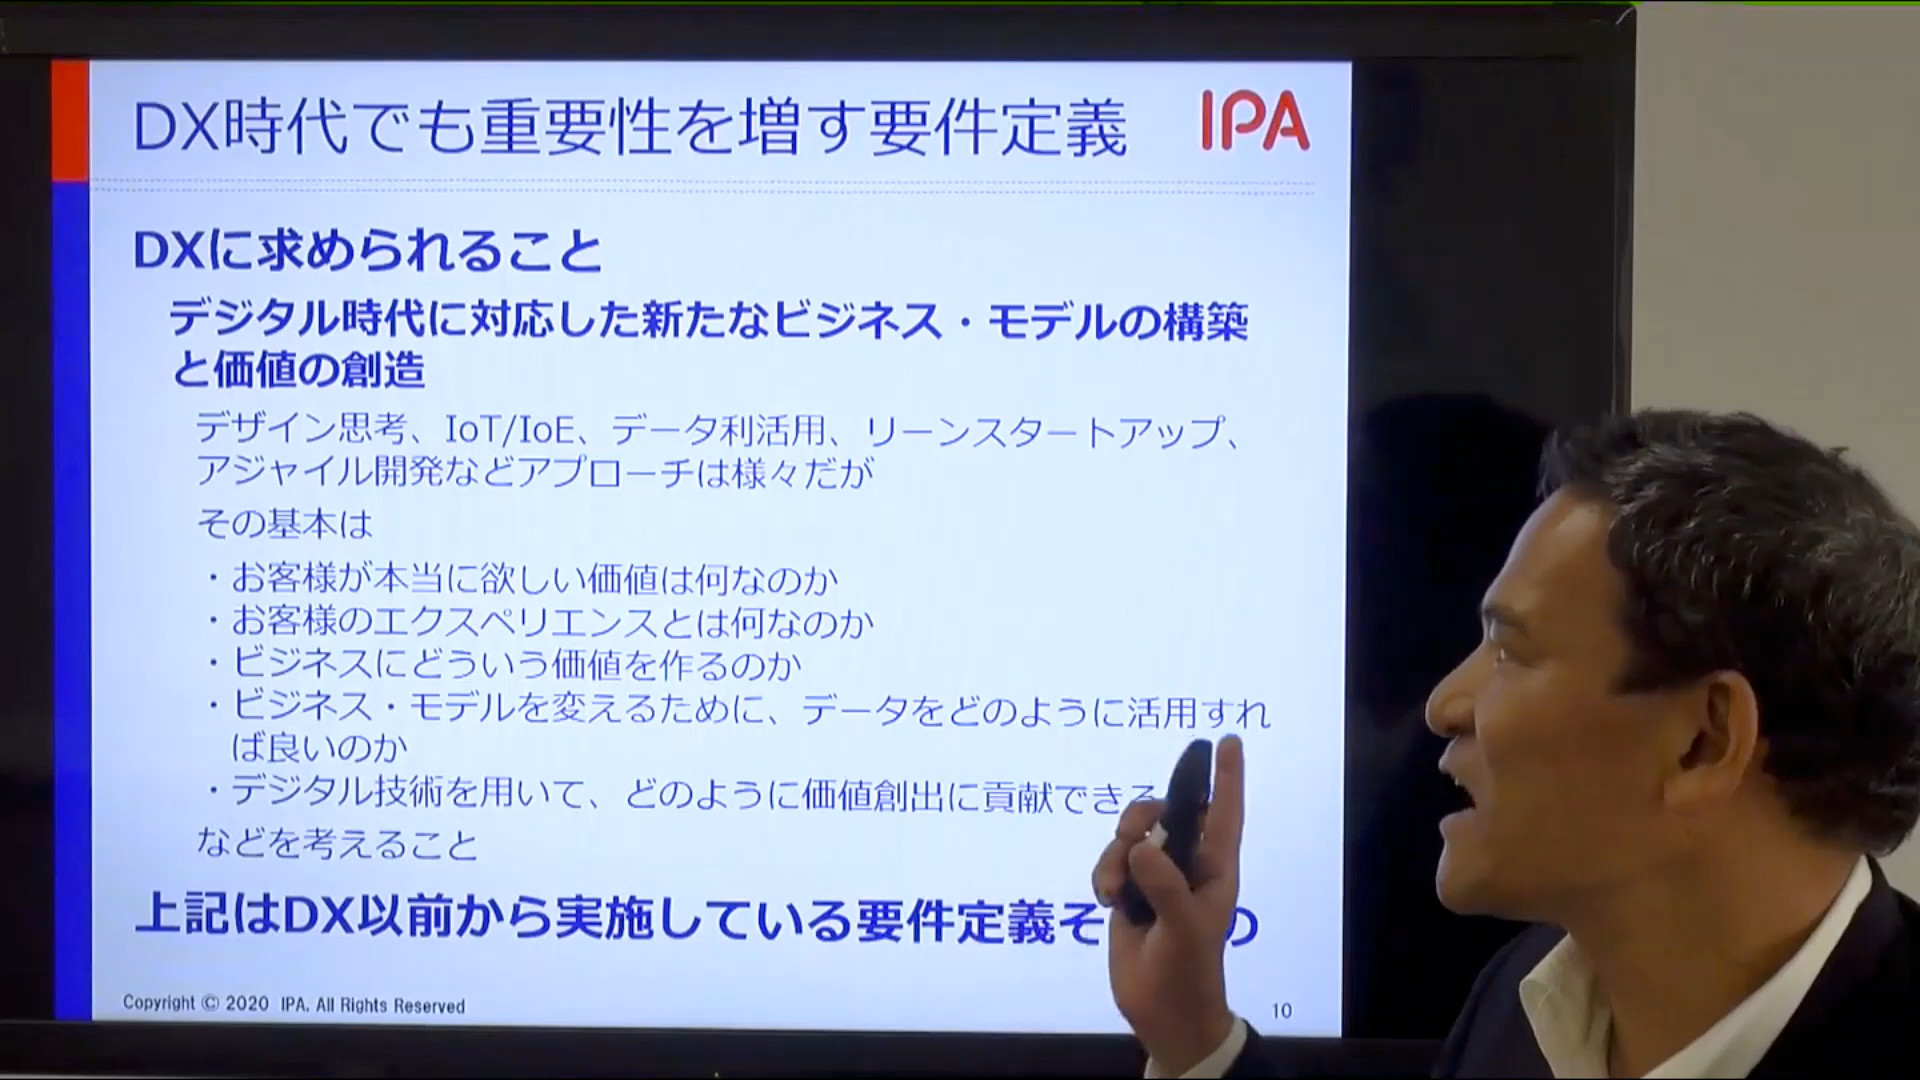 DX時代でも重要性を増す要件定義
IPA
DXに求められること
デジタル時代に対応した新たなビジネス・モデルの構築
と価値の創造
デザイン思考、IoT/IoE、データ利活用、リーンスタートアップ、
アジャイル開発などアプローチは様々だが
その基本は
・お客様が本当に欲しい価値は何なのか
・お客様のエクスペリエンスとは何なのか
・ビジネスにどういう価値を作るのか
・ビジネス・モデルを変えるために、データをどのように活用すれ
ば良いのか
・デジタル技術を用いて、どのように価値創出に貢献できる
などを考えること
上記はDX以前から実施している要件定義そ の
Copyright © 2020 IPA, All Rights Reserved
10